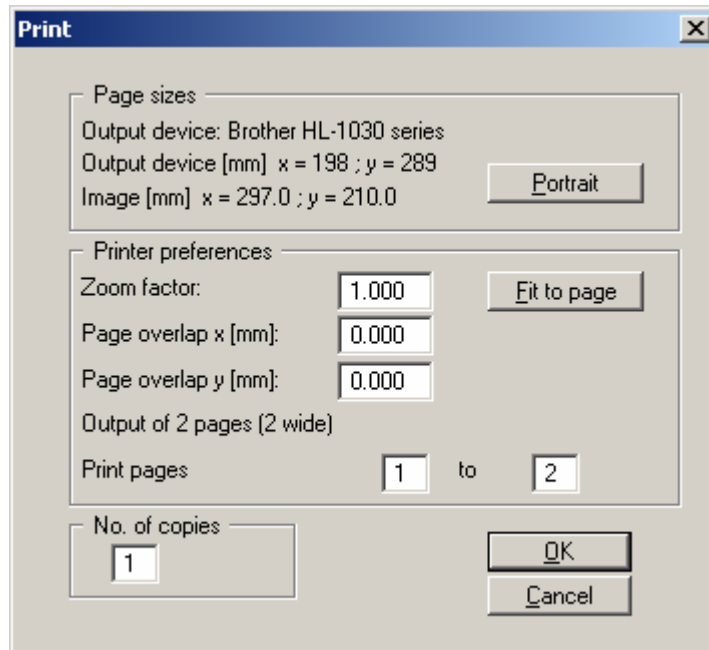 Print
Page sizes
Output device: Brother HL-1030 series
Output device [mm] x = 198 ; y = 289
Image [mm] x = 297.0 ; y = 210.0
Portrait
Printer preferences
Zoom factor: 1.000 Fit to page
Page overlap x [mm]: 0.000
Page overlap y [mm]: 0.000
Output of 2 pages (2 wide)
Print pages 1 to 2
No. of copies
1
OK
Cancel